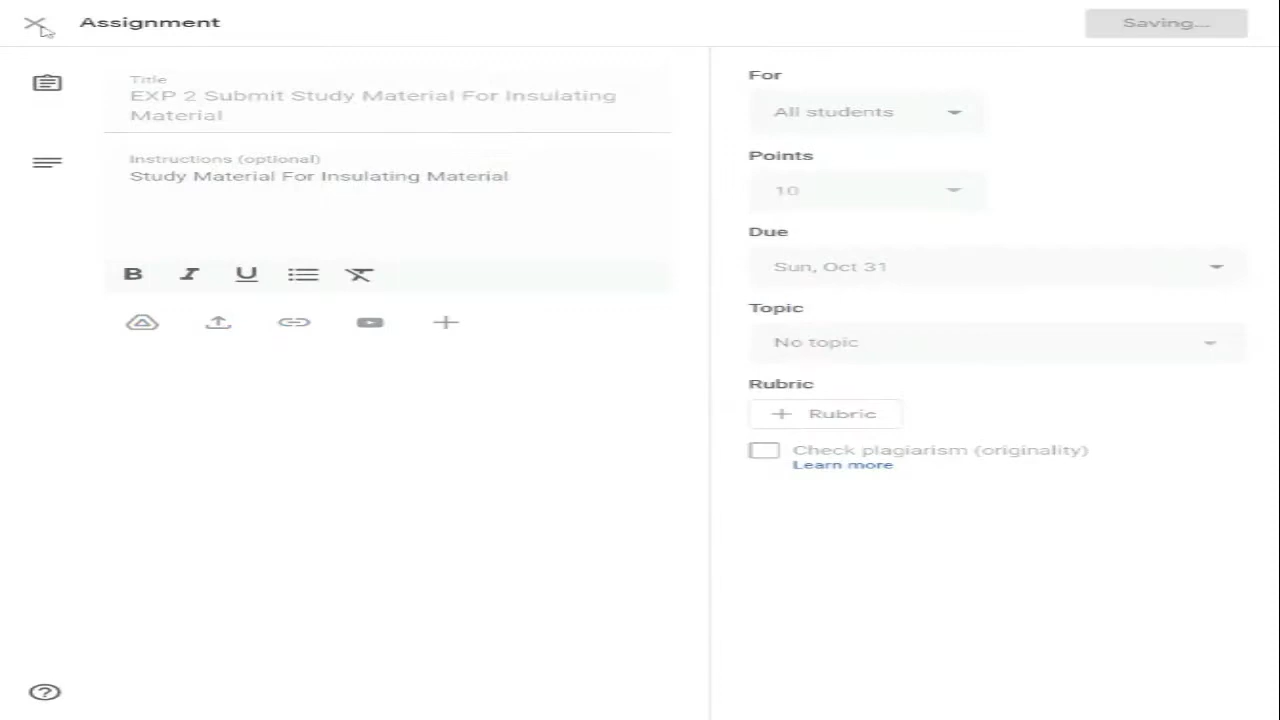 Assignment
Saving...
Title
EXP 2 Submit Study Material For Insulating
Material
Instructions (optional)
Study Material For Insulating Material
B I U
For
All students
Points
10
Due
Sun, Oct 31
Topic
No topic
Rubric
+ Rubric
Check plagiarism (originality)
Learn more